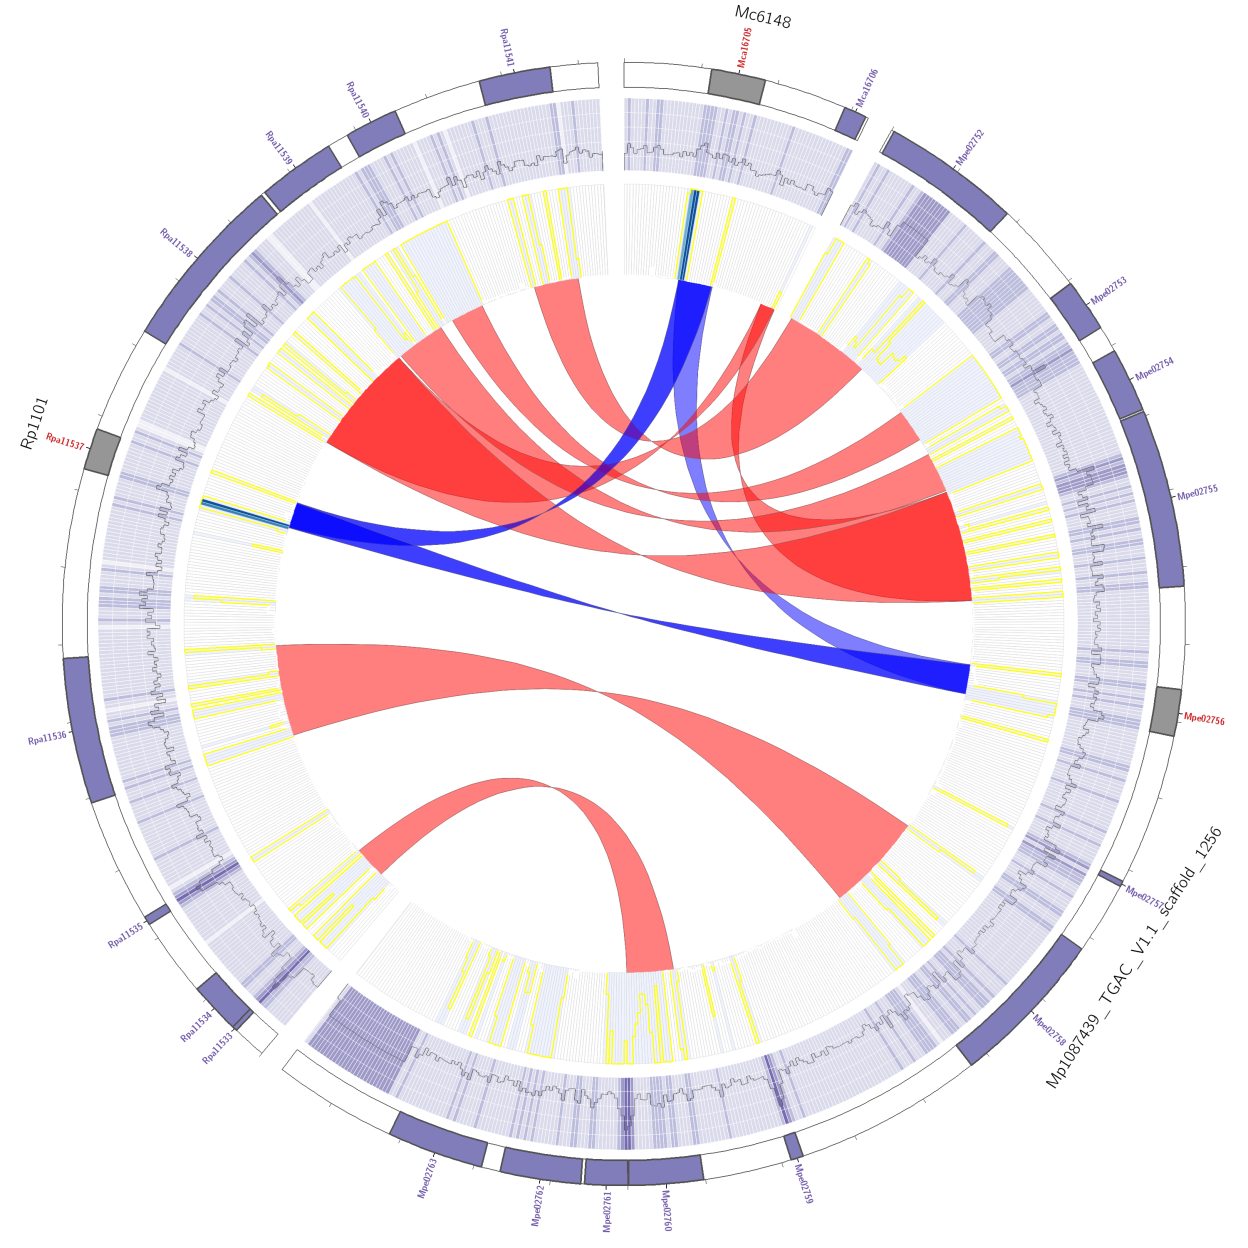 Mc6148
Mca16705
Mca16706
Mpe02752
Mpe02753
Mpe02754
Mpe02755
Mpe02756
Mpe02757
Mp1087439_TGAC_V1.1_scaffold_1256
Mpe02758
Mpe02759
Mpe02760
Mpe02761
Mpe02762
Mpe02763
Rpa11533
Rpa11534
Rpa11535
Rpa11536
Rpa11537
Rp1101
Rpa11538
Rpa11539
Rpa11540
Rpa11541